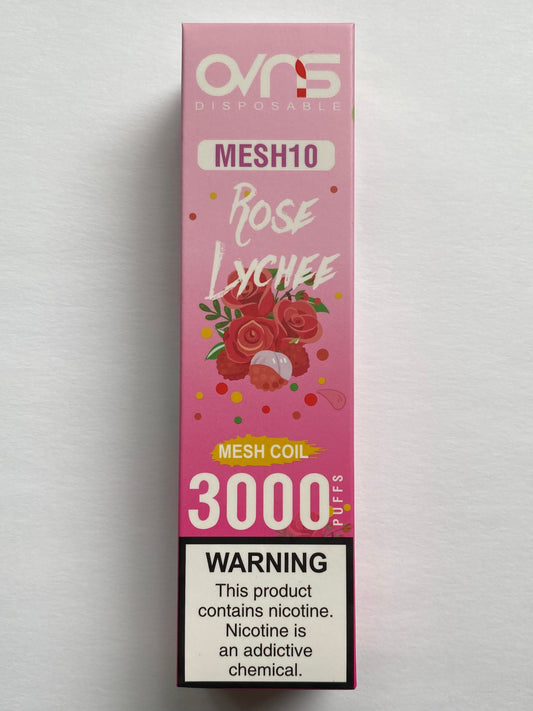 OVNS
DISPOSABLE
MESH10
ROSE
LYCHEE
MESH COIL
3000 PUFFS
WARNING
This product
contains nicotine.
Nicotine is
an addictive
chemical.